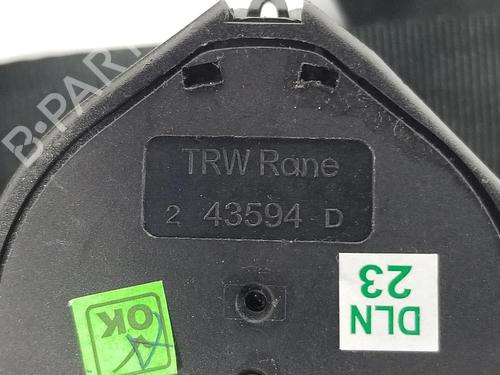 B-PARTS
TRW Rane
2 43594 D
OK
DLN
23